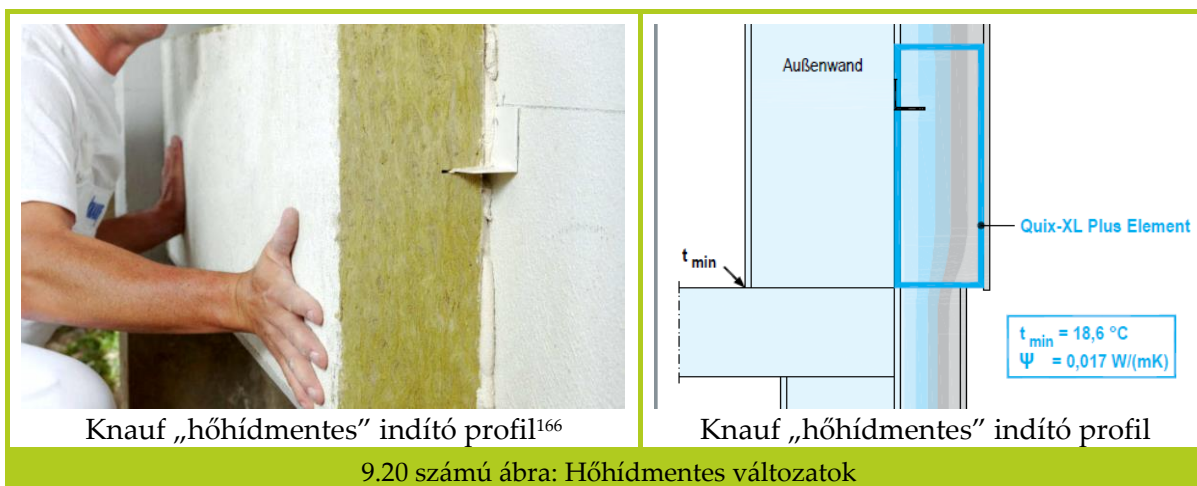 Außenwand
Quix-XL Plus Element
t min
t min = 18,6 °C
Ψ = 0,017 W/(mK)
Knauf „hőhídmentes” indító profil166
Knauf „hőhídmentes” indító profil
9.20 számú ábra: Hőhídmentes változatok